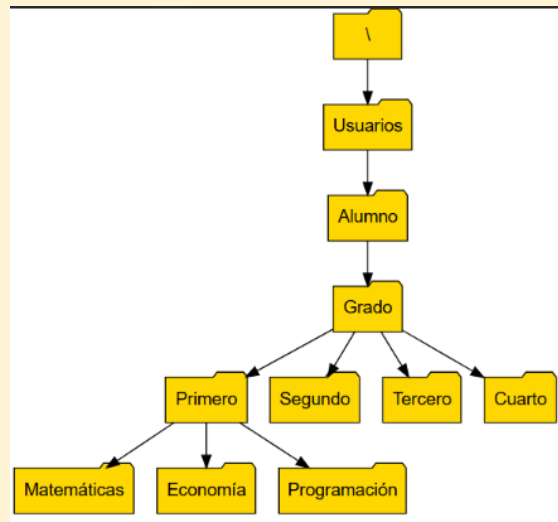 \
Usuarios
Alumno
Grado
Primero
Segundo
Tercero
Cuarto
Matemáticas
Economía
Programación